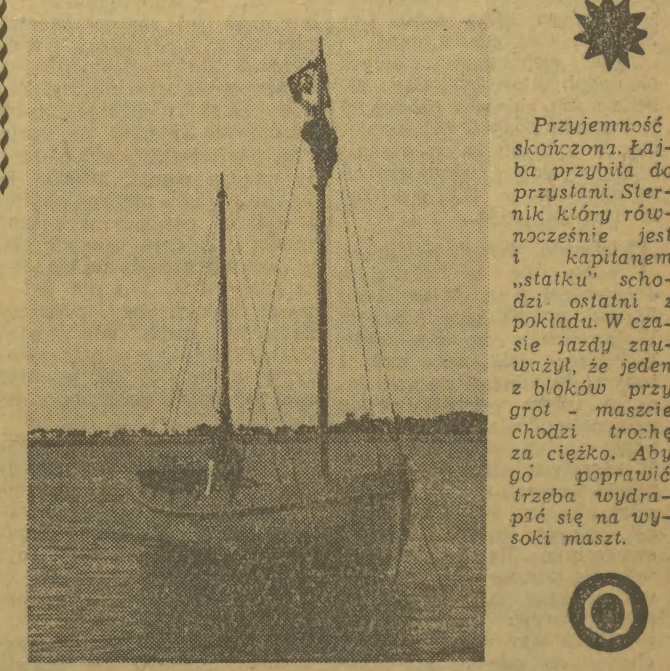 Przyjemność
skończona. Łaj-
ba przybiła do
przystani. Ster-
nik który rów-
nocześnie jest
i kapitanem
„statku" scho-
dzi ostatni z
pokładu. W cza-
sie jazdy zau-
ważył, że jeden
z bloków przy
grot - maszcie
chodzi trochę
za ciężko. Aby
go poprawić
trzeba wydra-
pać się na wy-
soki maszt.